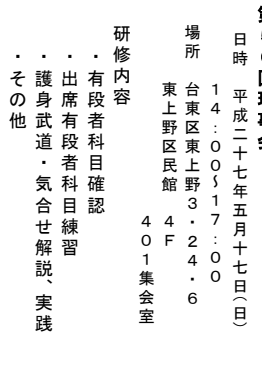 日時　平成二十七年五月十七日（日）
１４：００～１７：００
場所　台東区東上野３・２４・６
東上野区民館　４Ｆ
４０１集会室
研修内容
・有段者科目確認
・出席有段者科目練習
・護身武道・気合せ解説、実践
・その他